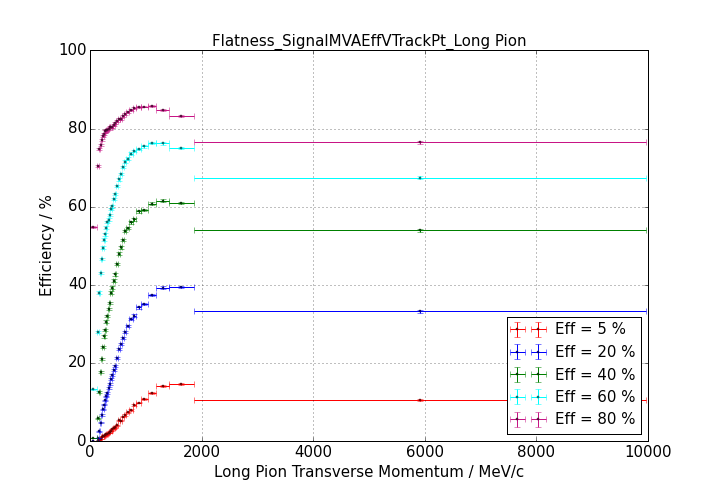 Flatness_SignalMVAEffVTrackPt_Long Pion
100
80
60
40
20
0
Efficiency / %
0
2000
4000
6000
8000
10000
Long Pion Transverse Momentum / MeV/c
Eff = 5 %
Eff = 20 %
Eff = 40 %
Eff = 60 %
Eff = 80 %